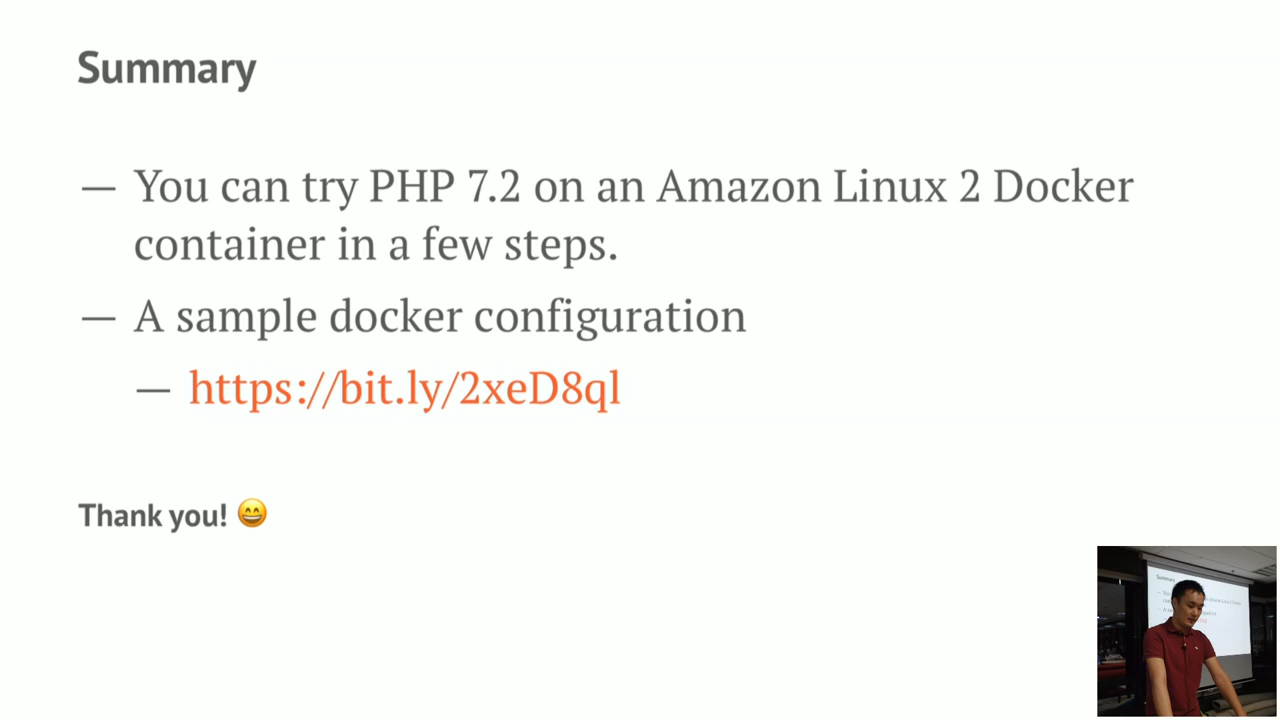 Summary
— You can try PHP 7.2 on an Amazon Linux 2 Docker
container in a few steps.
— A sample docker configuration
— https://bit.ly/2xeD8ql
Thank you! 😄
Summary